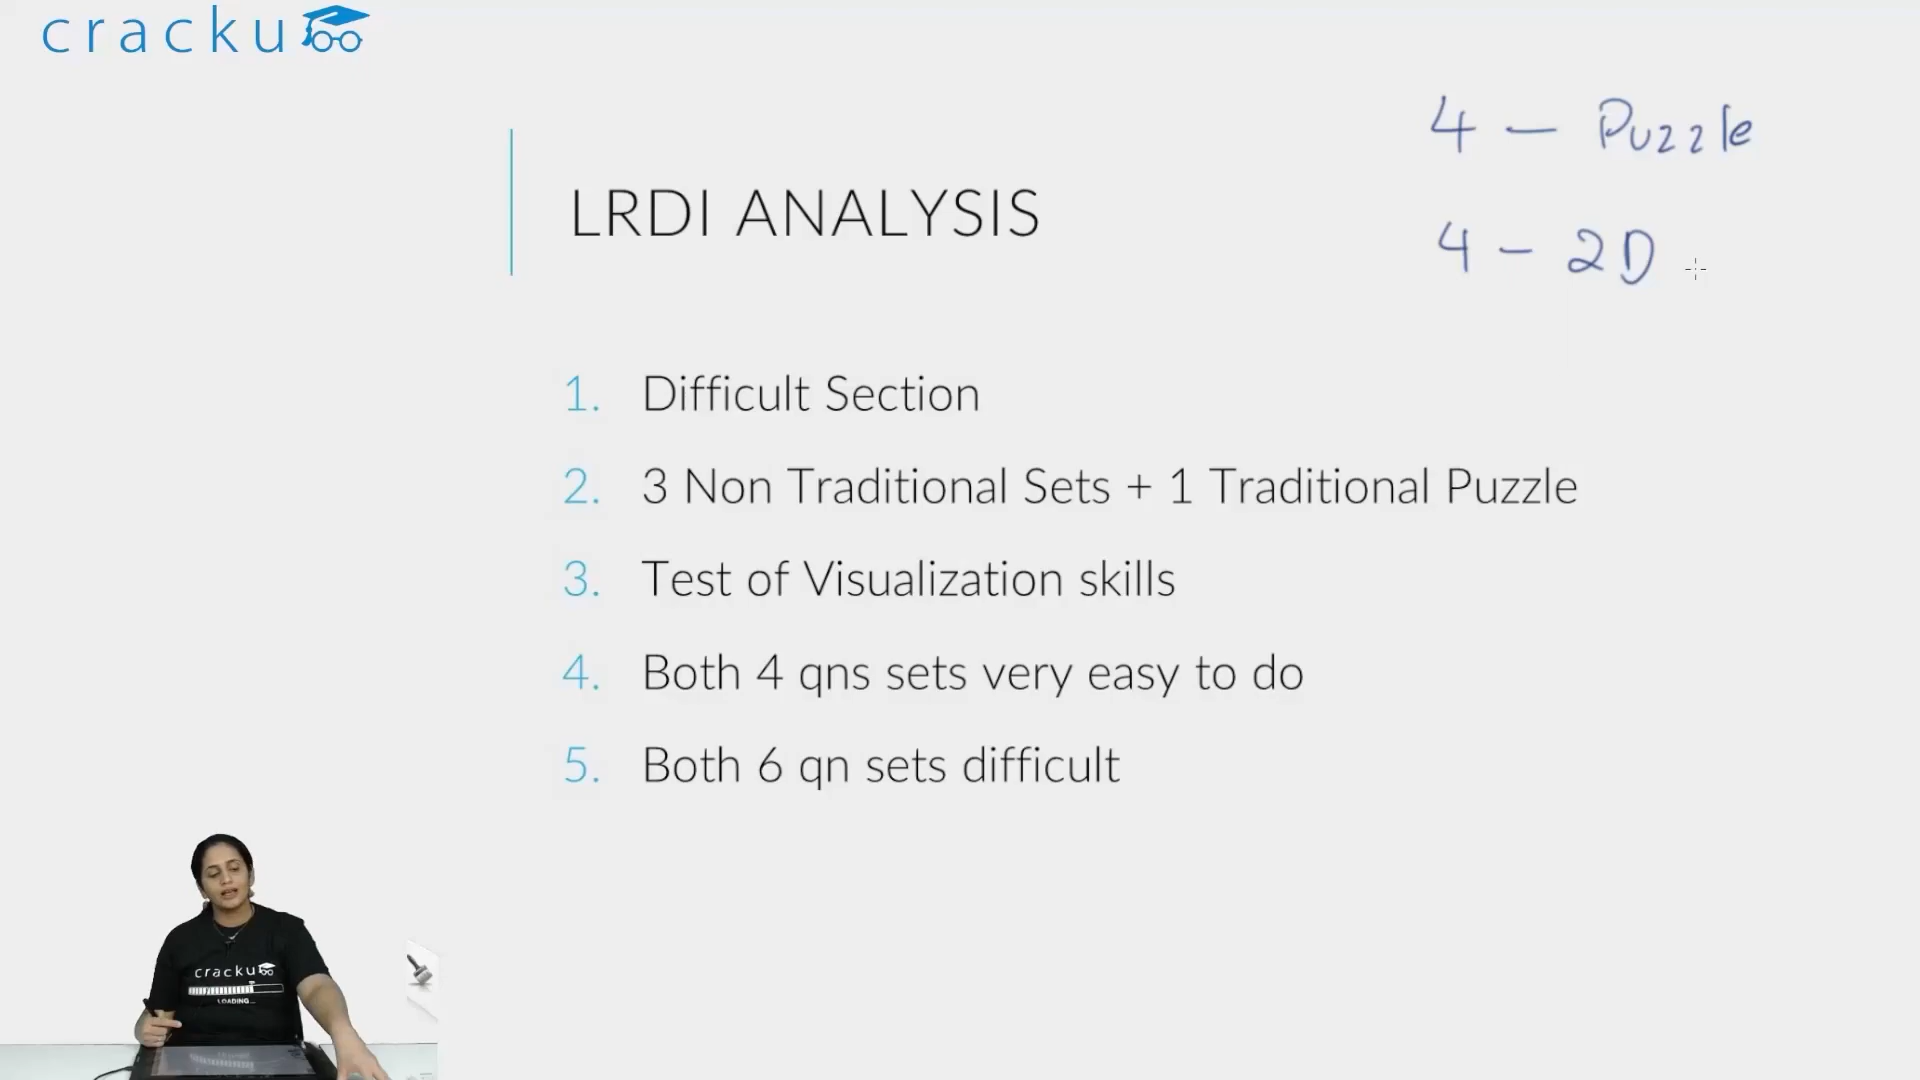 cracku
4 - Puzzle
LRDI ANALYSIS
4 - 2D
1. Difficult Section
2. 3 Non Traditional Sets + 1 Traditional Puzzle
3. Test of Visualization skills
4. Both 4 qns sets very easy to do
5. Both 6 qn sets difficult
cracku
LOADING...